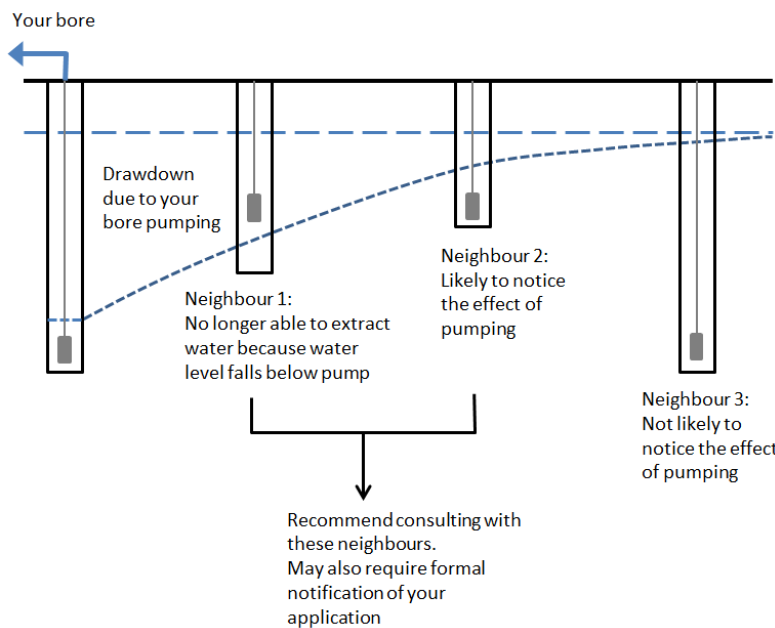 Your bore
Drawdown
due to your
bore pumping
Neighbour 1:
No longer able to extract
water because water
level falls below pump
Neighbour 2:
Likely to notice
the effect of
pumping
Neighbour 3:
Not likely to
notice the effect
of pumping
Recommend consulting with
these neighbours.
May also require formal
notification of your
application